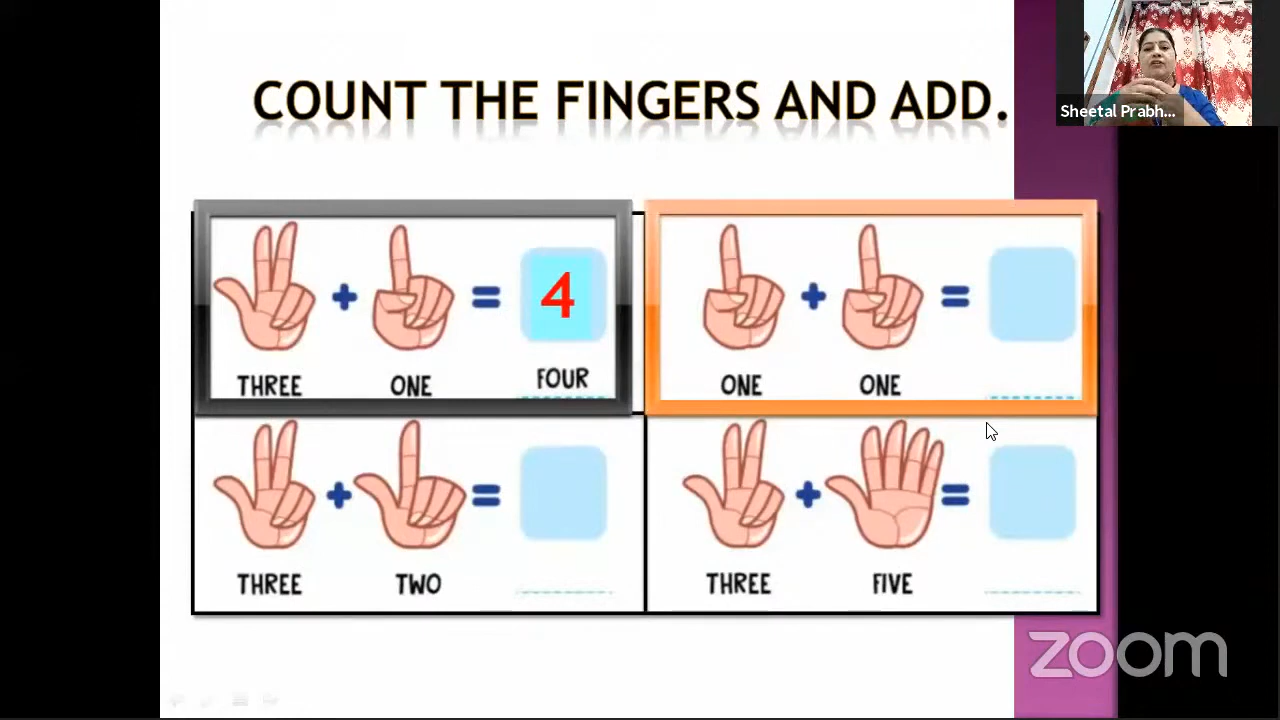 COUNT THE FINGERS AND ADD.
Sheetal Prabh...
+ = 4
THREE ONE FOUR
+ =
ONE ONE
+ =
THREE TWO
+ =
THREE FIVE
zoom